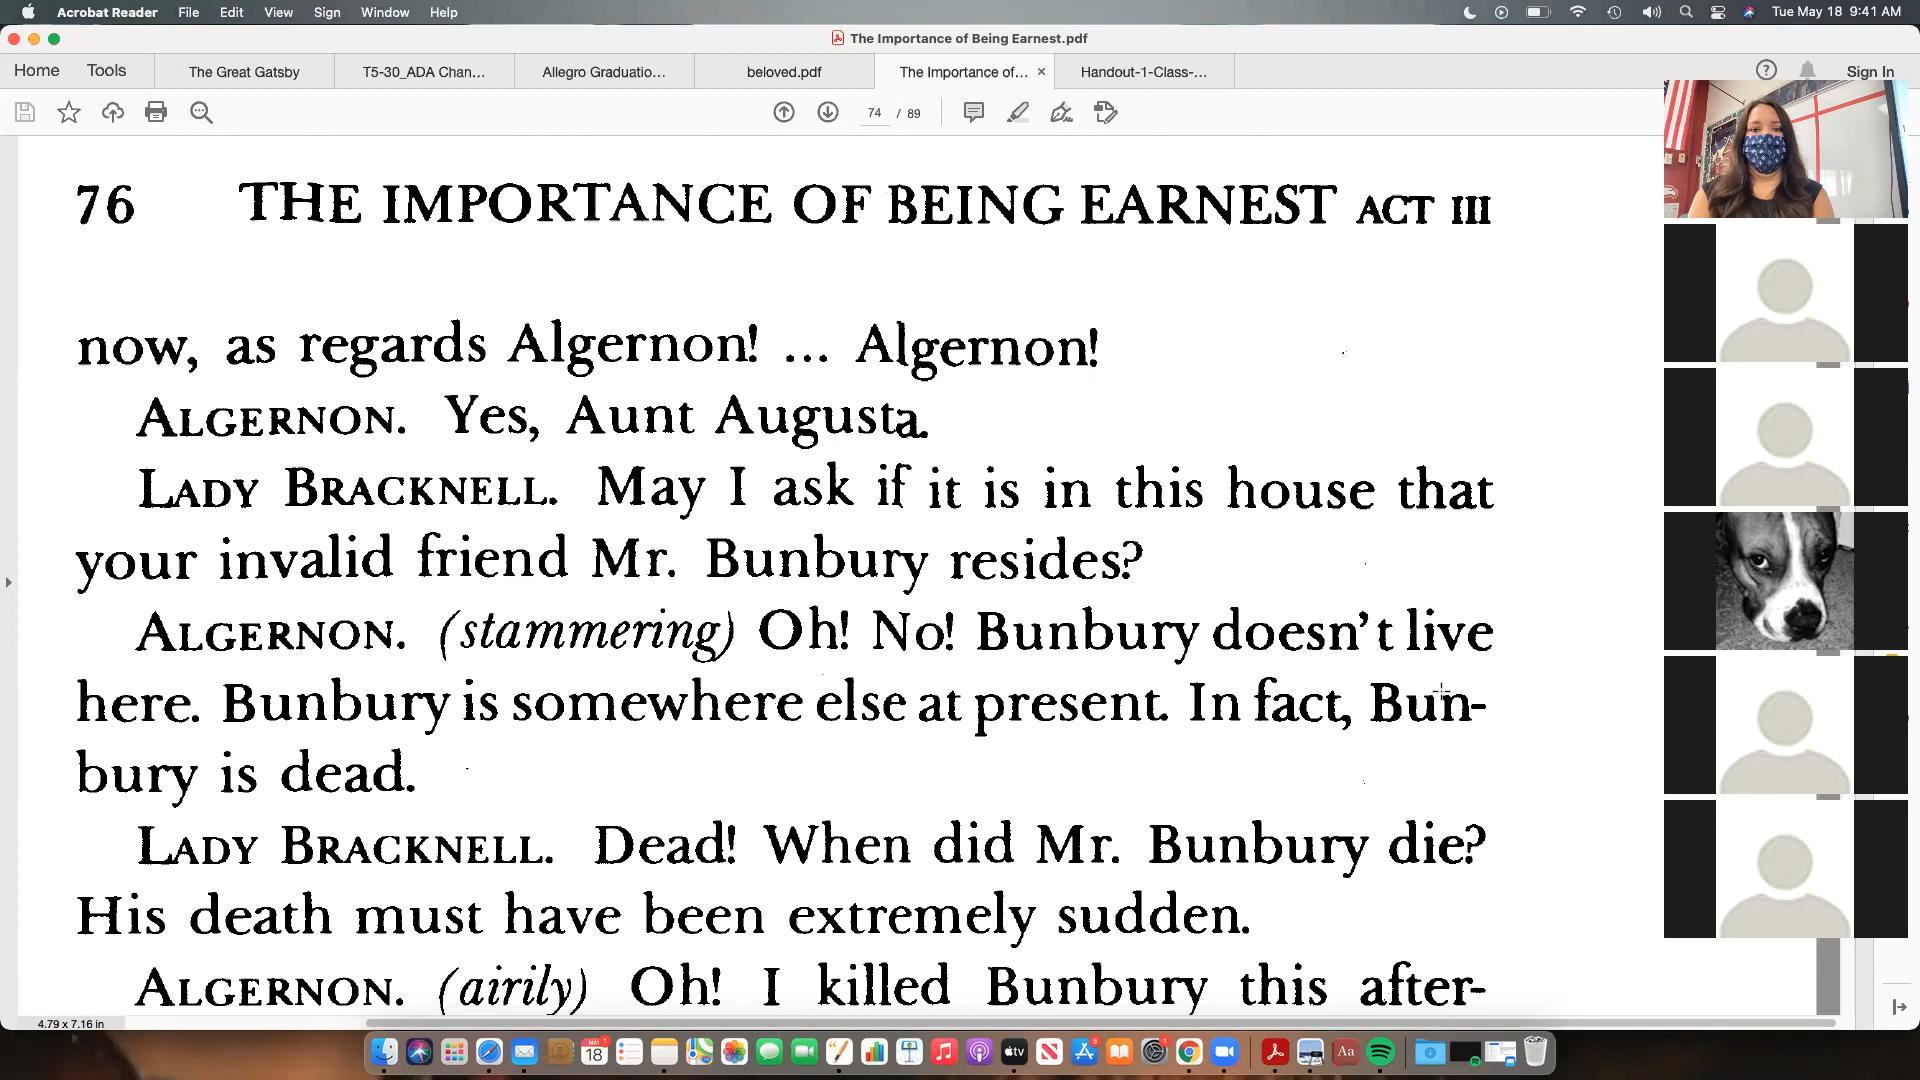 Acrobat Reader File Edit View Sign Window Help Tue May 18 9:41 AM
The Importance of Being Earnest.pdf
Home Tools The Great Gatsby T5-30_ADA Chan... Allegro Graduatio... beloved.pdf The Importance of... × Handout-1-Class-... Sign In
74 / 89
76 THE IMPORTANCE OF BEING EARNEST ACT III
now, as regards Algernon! ... Algernon!
ALGERNON. Yes, Aunt Augusta.
LADY BRACKNELL. May I ask if it is in this house that
your invalid friend Mr. Bunbury resides?
ALGERNON. (stammering) Oh! No! Bunbury doesn't live
here. Bunbury is somewhere else at present. In fact, Bun-
bury is dead.
LADY BRACKNELL. Dead! When did Mr. Bunbury die?
His death must have been extremely sudden.
ALGERNON. (airily) Oh! I killed Bunbury this after-
4.79 x 7.16 in
18
tv
Aa